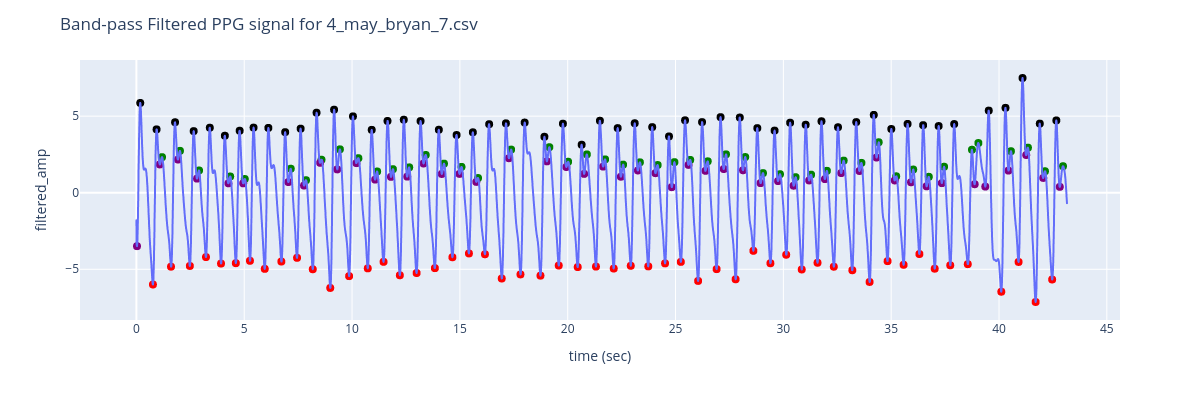 Band-pass Filtered PPG signal for 4_may_bryan_7.csv
filtered_amp
5
0
−5
0 5 10 15 20 25 30 35 40 45
time (sec)